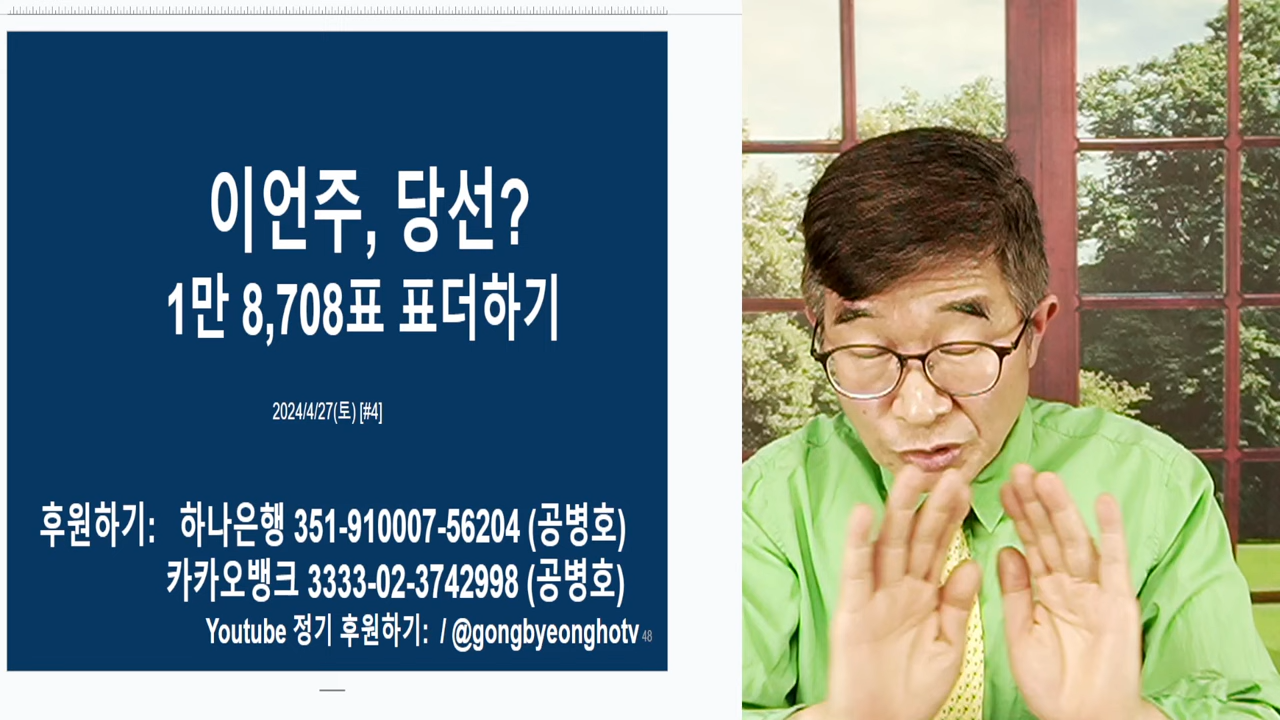 이언주, 당선?
1만 8,708표 표더하기
2024/4/27(토) [#4]
후원하기: 하나은행 351-910007-56204 (공병호)
카카오뱅크 3333-02-3742998 (공병호)
Youtube 정기 후원하기: / @gongbyeonghotv 48